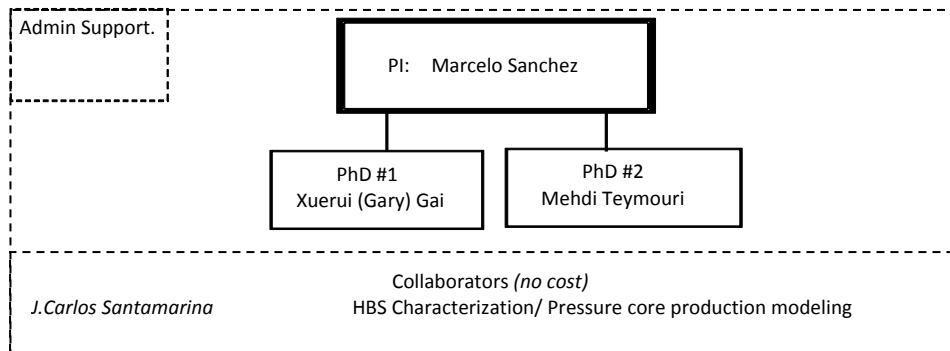 Admin Support.
PI: Marcelo Sanchez
PhD #1
Xuerui (Gary) Gai
PhD #2
Mehdi Teymouri
Collaborators (no cost)
J.Carlos Santamarina HBS Characterization/ Pressure core production modeling